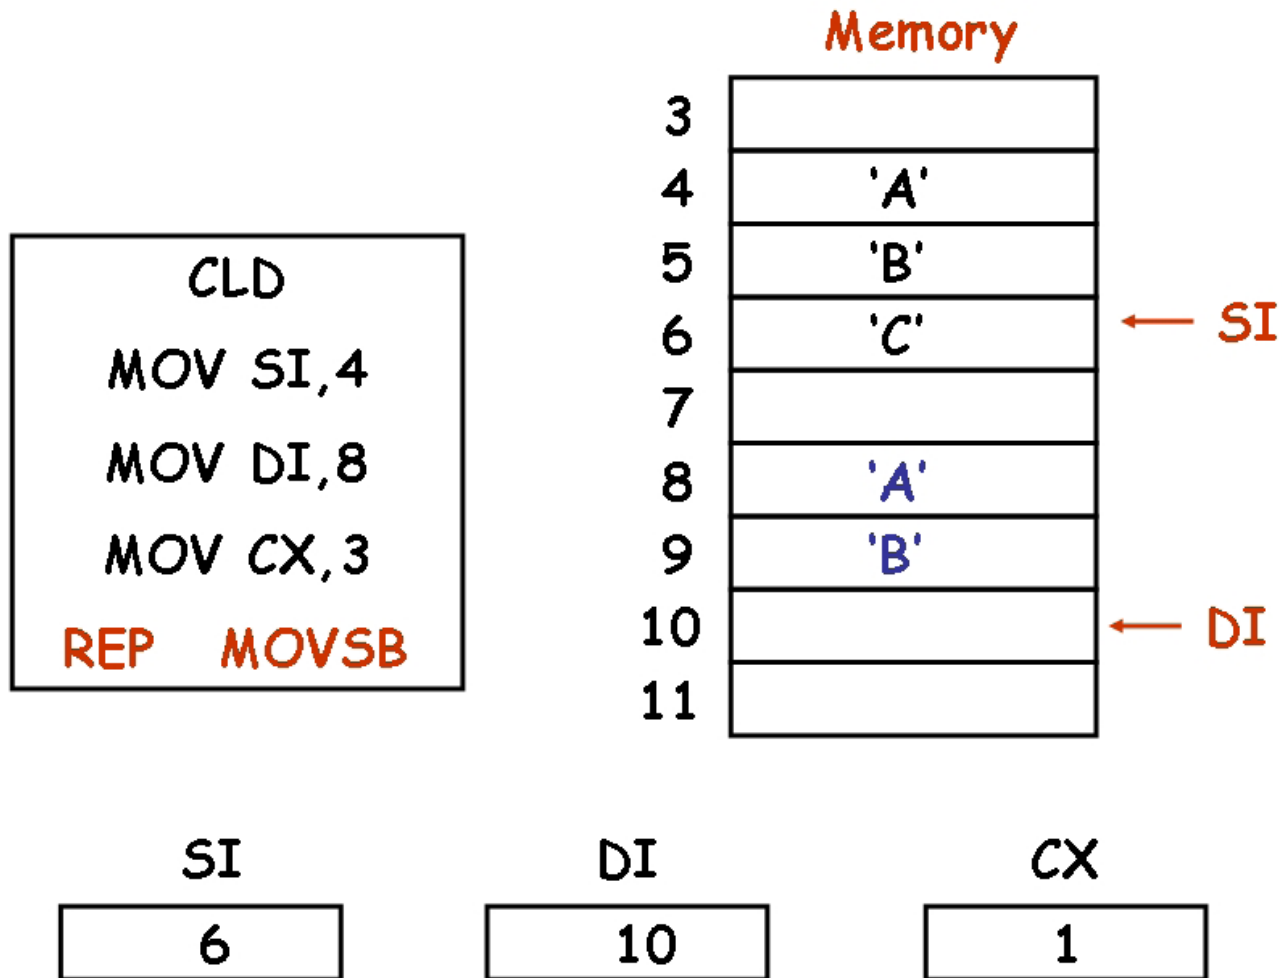 Memory
3
4 'A'
5 'B'
6 'C' SI
7
8 'A'
9 'B'
10 DI
11
CLD
MOV SI,4
MOV DI,8
MOV CX,3
REP MOVSB
SI DI CX
6 10 1